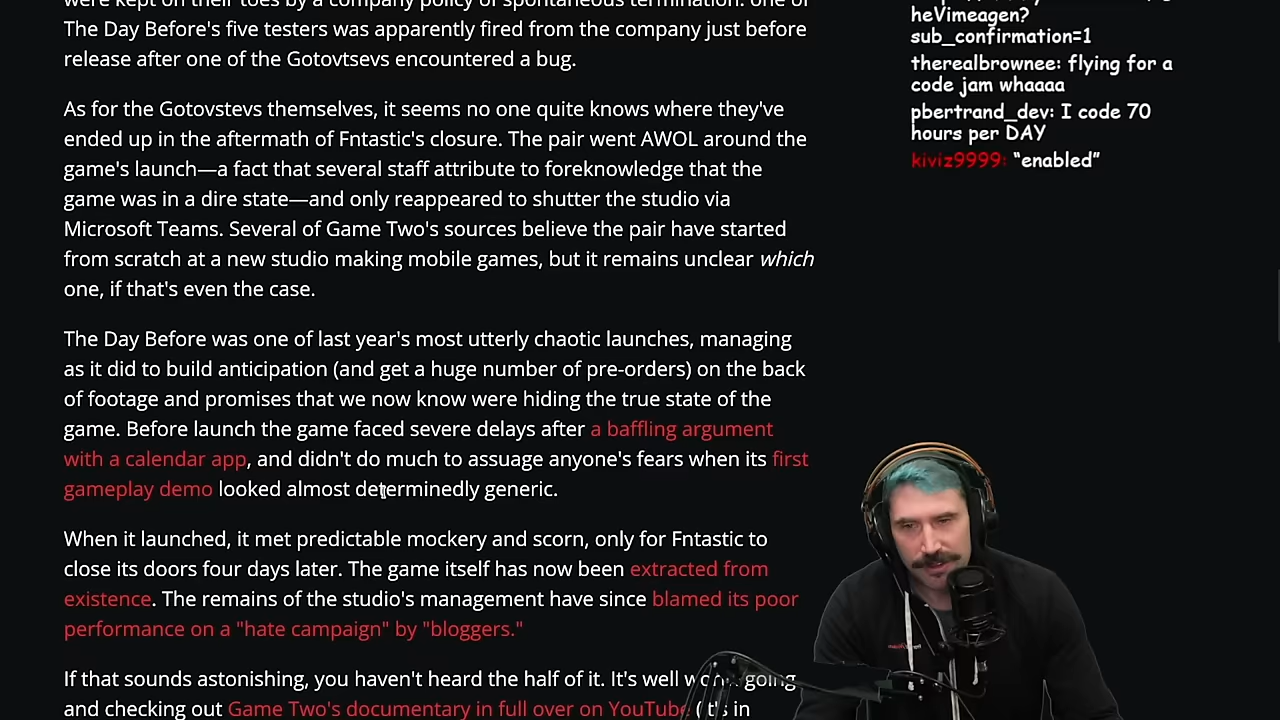 were kept on their toes by a company policy of spontaneous termination. One of
The Day Before's five testers was apparently fired from the company just before
release after one of the Gotovtsevs encountered a bug.
As for the Gotovstevs themselves, it seems no one quite knows where they've
ended up in the aftermath of Fntastic's closure. The pair went AWOL around the
game's launch—a fact that several staff attribute to foreknowledge that the
game was in a dire state—and only reappeared to shutter the studio via
Microsoft Teams. Several of Game Two's sources believe the pair have started
from scratch at a new studio making mobile games, but it remains unclear which
one, if that's even the case.
The Day Before was one of last year's most utterly chaotic launches, managing
as it did to build anticipation (and get a huge number of pre-orders) on the back
of footage and promises that we now know were hiding the true state of the
game. Before launch the game faced severe delays after a baffling argument
with a calendar app, and didn't do much to assuage anyone's fears when its first
gameplay demo looked almost determinedly generic.
When it launched, it met predictable mockery and scorn, only for Fntastic to
close its doors four days later. The game itself has now been extracted from
existence. The remains of the studio's management have since blamed its poor
performance on a "hate campaign" by "bloggers."
If that sounds astonishing, you haven't heard the half of it. It's well worth going
and checking out Game Two's documentary in full over on YouTube (it's in
heVimeagen?
sub_confirmation=1
therealbrownee: flying for a
code jam whaaaa
pbertrand_dev: I code 70
hours per DAY
kiviz9999: “enabled”